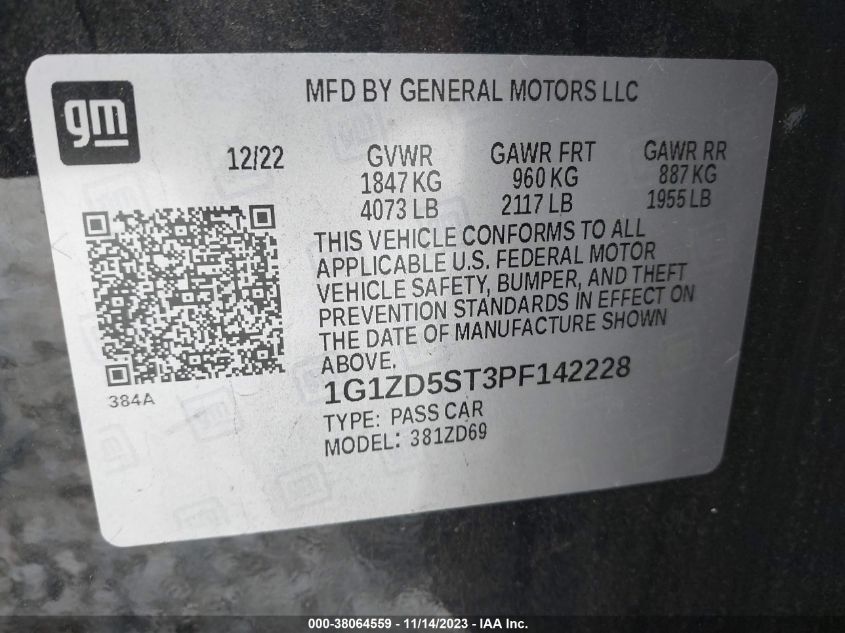 gm
MFD BY GENERAL MOTORS LLC
12/22
GVWR
1847 KG
4073 LB
GAWR FRT
960 KG
2117 LB
GAWR RR
887 KG
1955 LB
THIS VEHICLE CONFORMS TO ALL
APPLICABLE U.S. FEDERAL MOTOR
VEHICLE SAFETY, BUMPER, AND THEFT
PREVENTION STANDARDS IN EFFECT ON
THE DATE OF MANUFACTURE SHOWN
ABOVE.
384A
1G1ZD5ST3PF142228
TYPE: PASS CAR
MODEL: 381ZD69
000-38064559 - 11/14/2023 - IAA Inc.